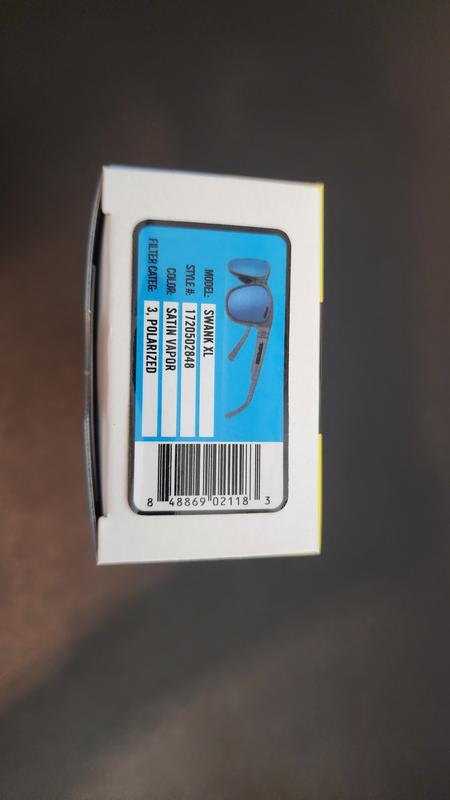 MODEL: SWANK XL
STYLE #: 1720502848
COLOR: SATIN VAPOR
FILTER CATEG: 3, POLARIZED
8 48869 02118 3